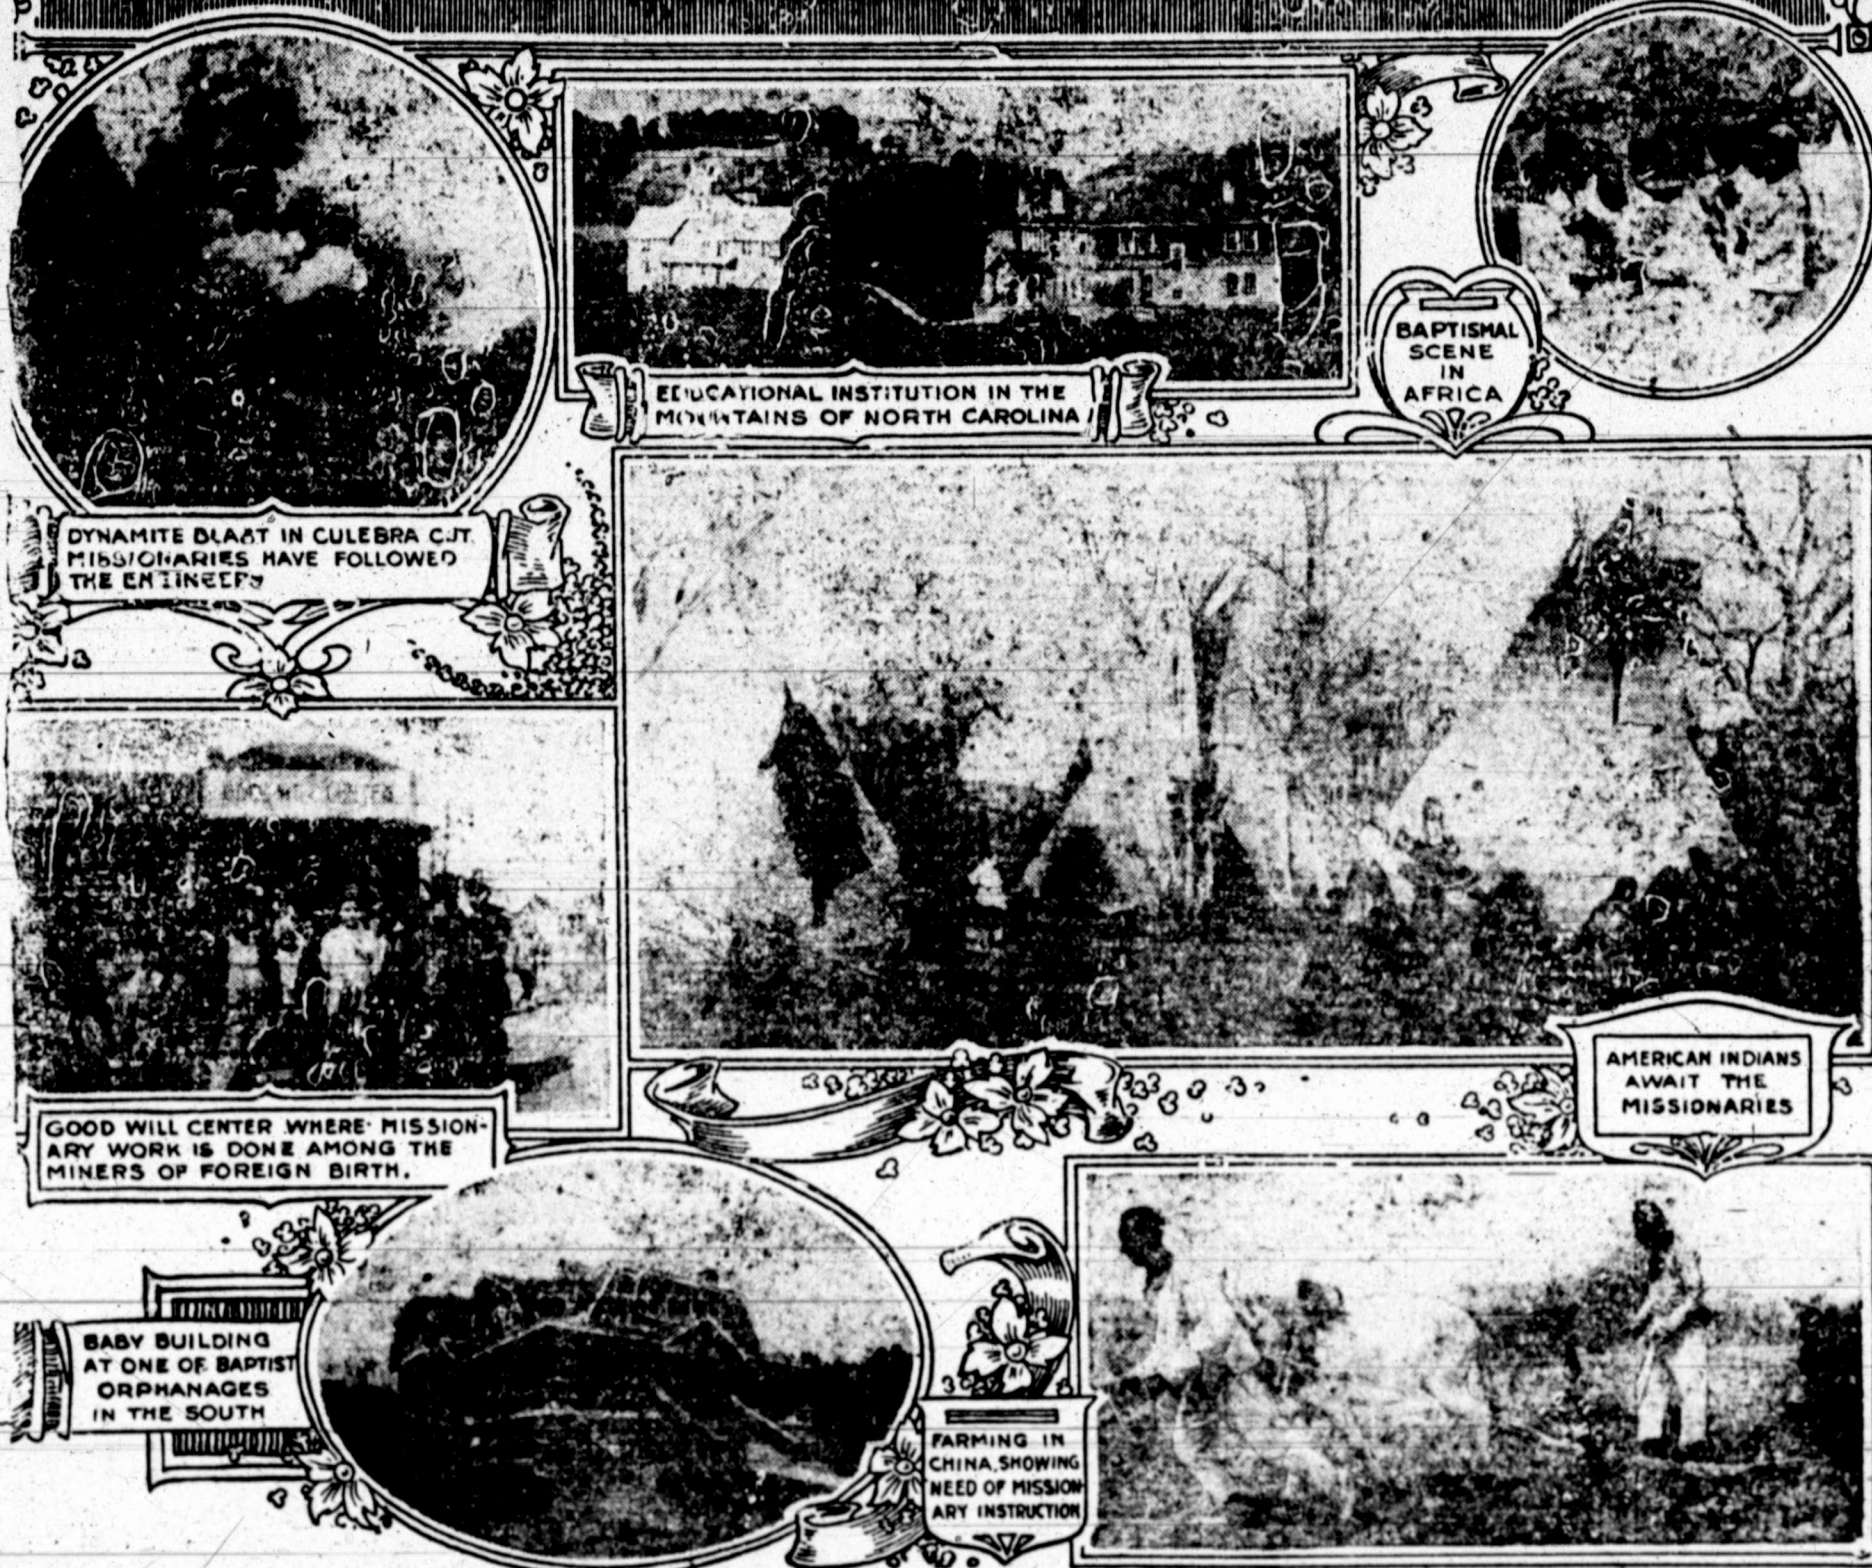 DYNAMITE BLAST IN CULEBRA CUT.
MISSIONARIES HAVE FOLLOWED
THE ENGINEERS
EDUCATIONAL INSTITUTION IN THE
MOUNTAINS OF NORTH CAROLINA
BAPTISMAL
SCENE
IN
AFRICA
GOOD WILL CENTER WHERE MISSION-
ARY WORK IS DONE AMONG THE
MINERS OF FOREIGN BIRTH.
AMERICAN INDIANS
AWAIT THE
MISSIONARIES
BABY BUILDING
AT ONE OF BAPTIST
ORPHANAGES
IN THE SOUTH
FARMING IN
CHINA, SHOWING
NEED OF MISSION-
ARY INSTRUCTION